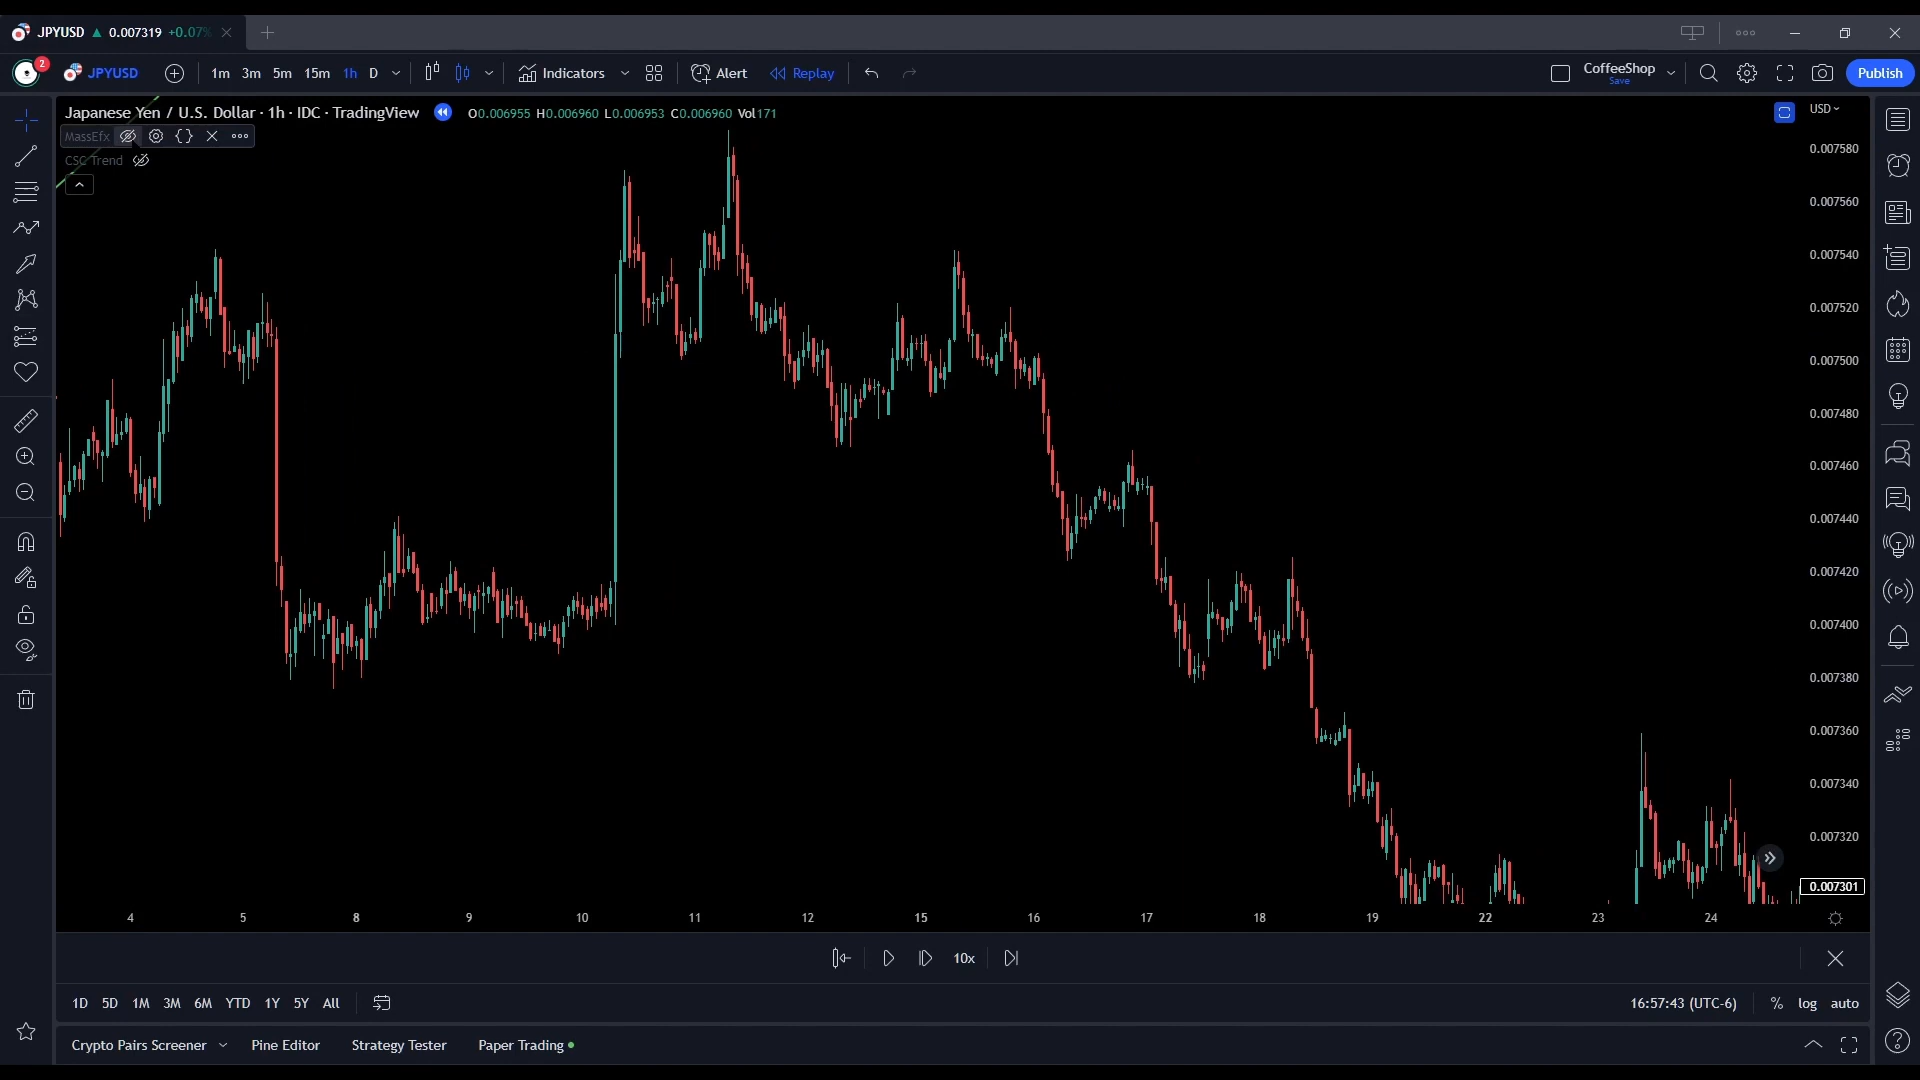 JPYUSD ▲ 0.007319 +0.07%
2 JPYUSD 1m 3m 5m 15m 1h D Indicators Alert Replay CoffeeShop Save Publish
Japanese Yen / U.S. Dollar · 1h · IDC · TradingView O0.006955 H0.006960 L0.006953 C0.006960 Vol171 USD
MassEfx
CSC Trend
0.007580
0.007560
0.007540
0.007520
0.007500
0.007480
0.007460
0.007440
0.007420
0.007400
0.007380
0.007360
0.007340
0.007320
0.007301
4 5 8 9 10 11 12 15 16 17 18 19 22 23 24
10x
1D 5D 1M 3M 6M YTD 1Y 5Y All 16:57:43 (UTC-6) % log auto
Crypto Pairs Screener Pine Editor Strategy Tester Paper Trading